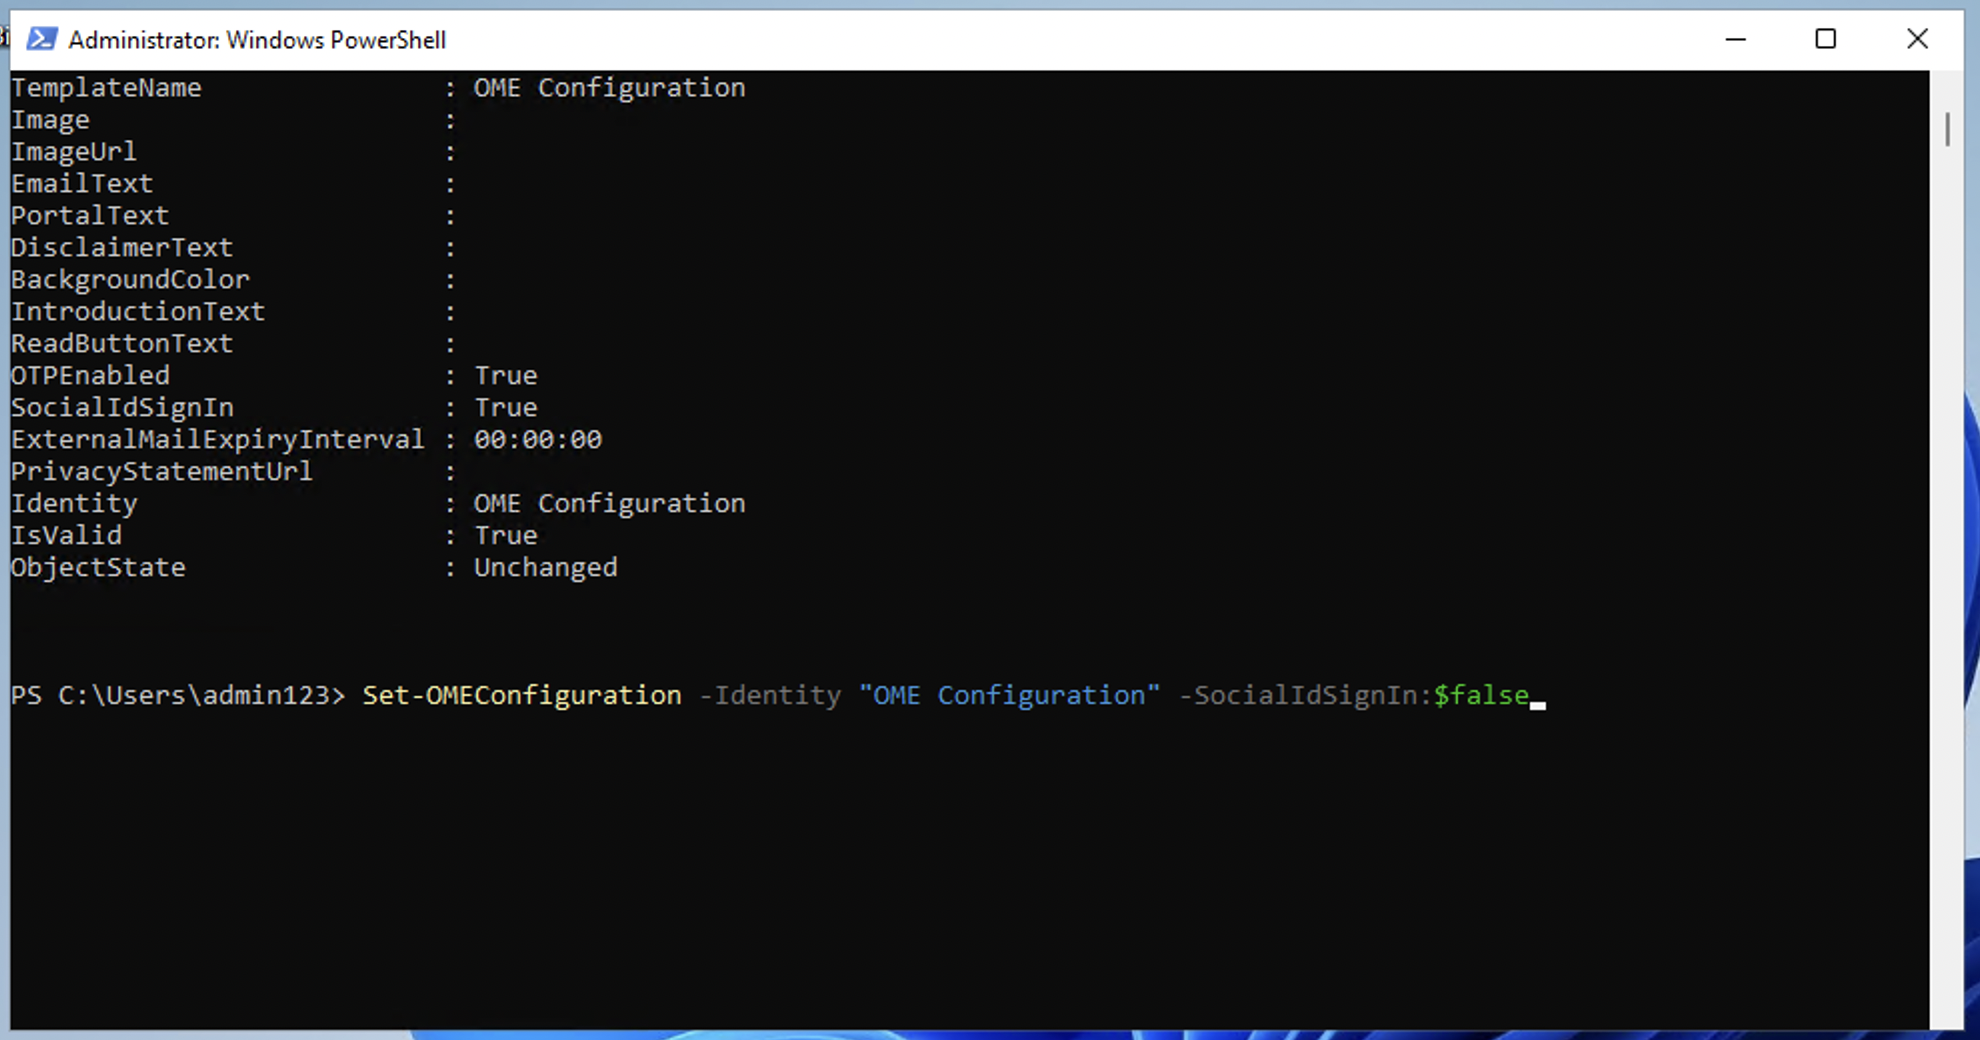 Administrator: Windows PowerShell
TemplateName : OME Configuration
Image :
ImageUrl :
EmailText :
PortalText :
DisclaimerText :
BackgroundColor :
IntroductionText :
ReadButtonText :
OTPEnabled : True
SocialIdSignIn : True
ExternalMailExpiryInterval : 00:00:00
PrivacyStatementUrl :
Identity : OME Configuration
IsValid : True
ObjectState : Unchanged
PS C:\Users\admin123> Set-OMEConfiguration -Identity "OME Configuration" -SocialIdSignIn:$false